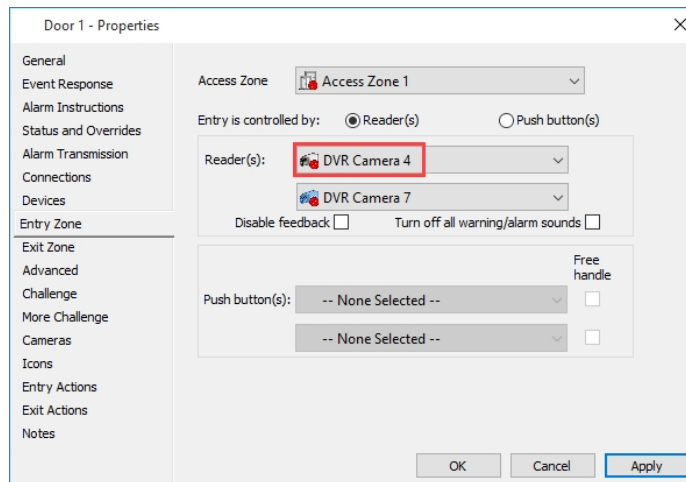 Door 1 - Properties
General
Event Response
Alarm Instructions
Status and Overrides
Alarm Transmission
Connections
Devices
Entry Zone
Exit Zone
Advanced
Challenge
More Challenge
Cameras
Icons
Entry Actions
Exit Actions
Notes
Access Zone
Access Zone 1
Entry is controlled by:
Reader(s)
Push button(s)
Reader(s):
DVR Camera 4
DVR Camera 7
Disable feedback
Turn off all warning/alarm sounds
Free
handle
Push button(s):
-- None Selected --
-- None Selected --
OK
Cancel
Apply